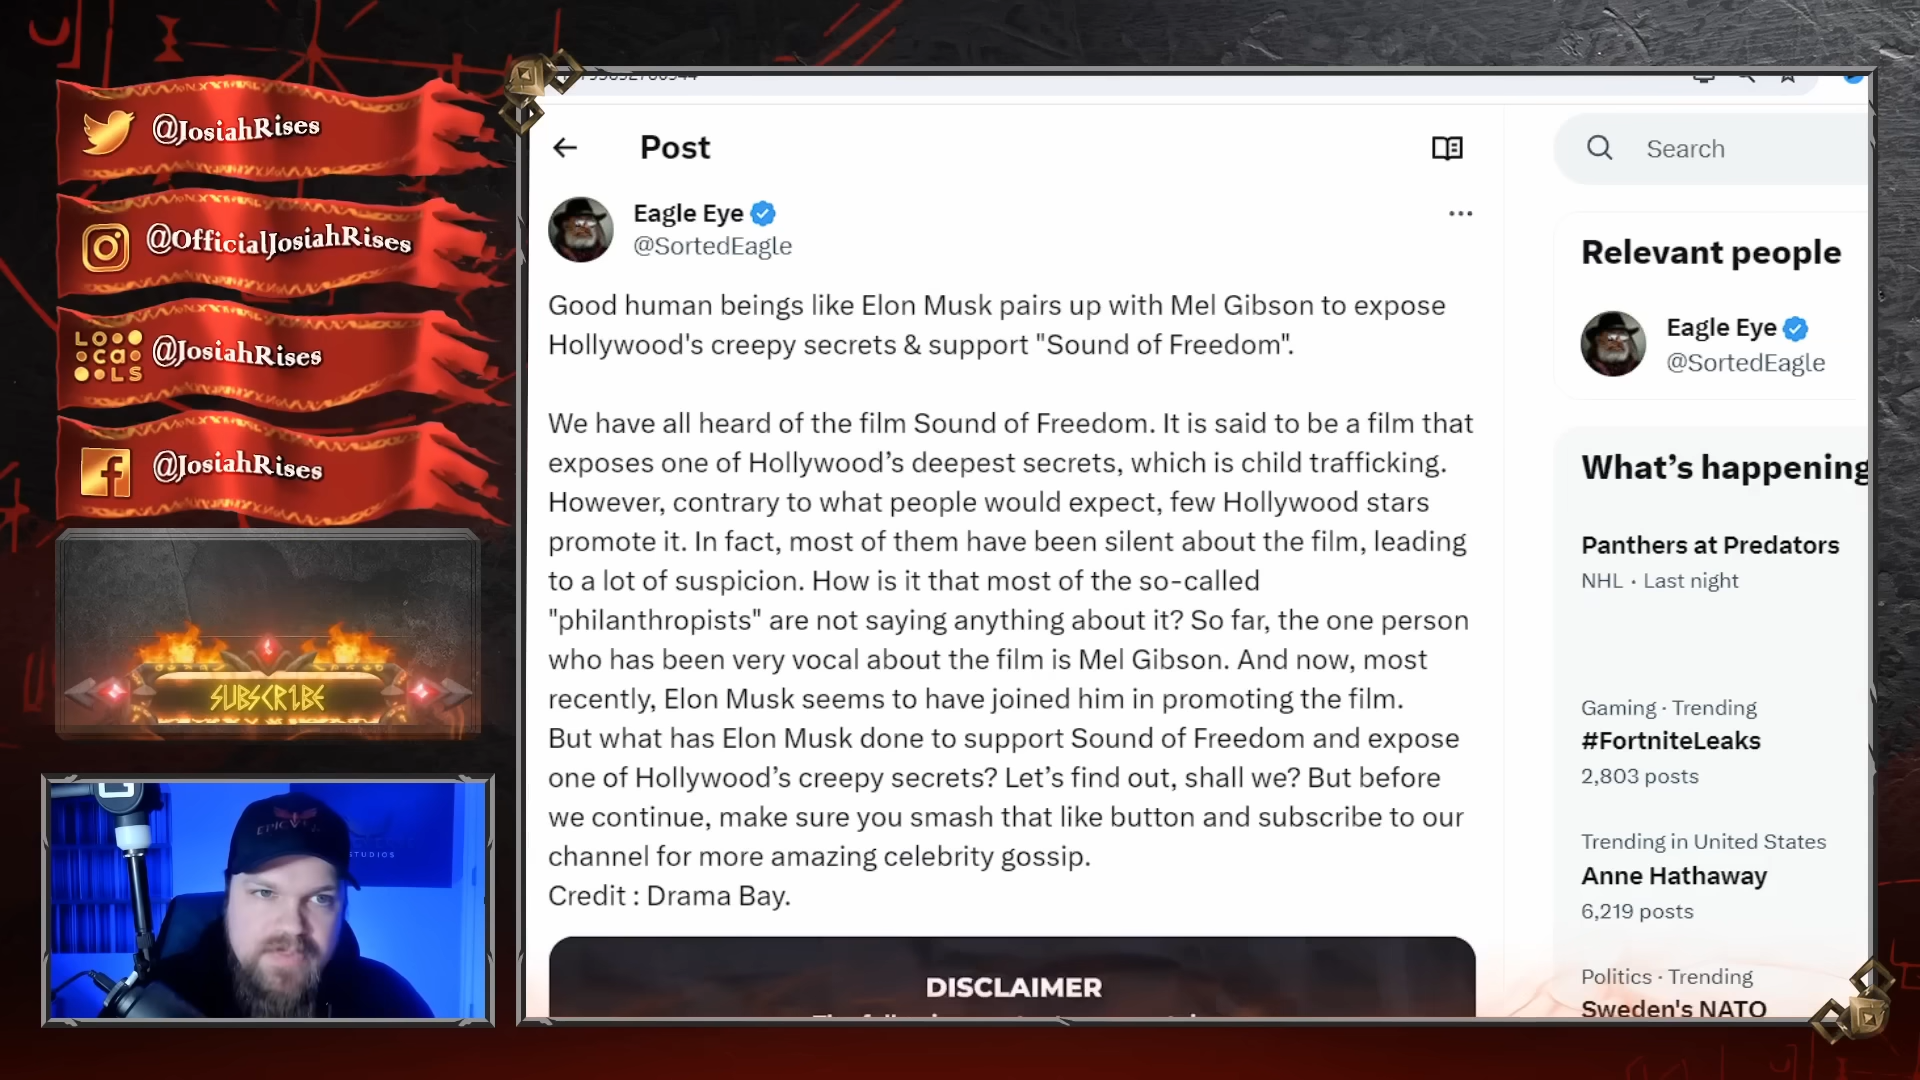 @JosiahRises
@OfficialJosiahRises
LOcaLS
@JosiahRises
@JosiahRises
SUBSCRIBE
STUDIOS
Post
Eagle Eye
@SortedEagle
Good human beings like Elon Musk pairs up with Mel Gibson to expose
Hollywood's creepy secrets & support "Sound of Freedom".
We have all heard of the film Sound of Freedom. It is said to be a film that
exposes one of Hollywood’s deepest secrets, which is child trafficking.
However, contrary to what people would expect, few Hollywood stars
promote it. In fact, most of them have been silent about the film, leading
to a lot of suspicion. How is it that most of the so-called
"philanthropists" are not saying anything about it? So far, the one person
who has been very vocal about the film is Mel Gibson. And now, most
recently, Elon Musk seems to have joined him in promoting the film.
But what has Elon Musk done to support Sound of Freedom and expose
one of Hollywood’s creepy secrets? Let’s find out, shall we? But before
we continue, make sure you smash that like button and subscribe to our
channel for more amazing celebrity gossip.
Credit : Drama Bay.
DISCLAIMER
Search
Relevant people
Eagle Eye
@SortedEagle
What’s happening
Panthers at Predators
NHL · Last night
Gaming · Trending
#FortniteLeaks
2,803 posts
Trending in United States
Anne Hathaway
6,219 posts
Politics · Trending
Sweden's NATO